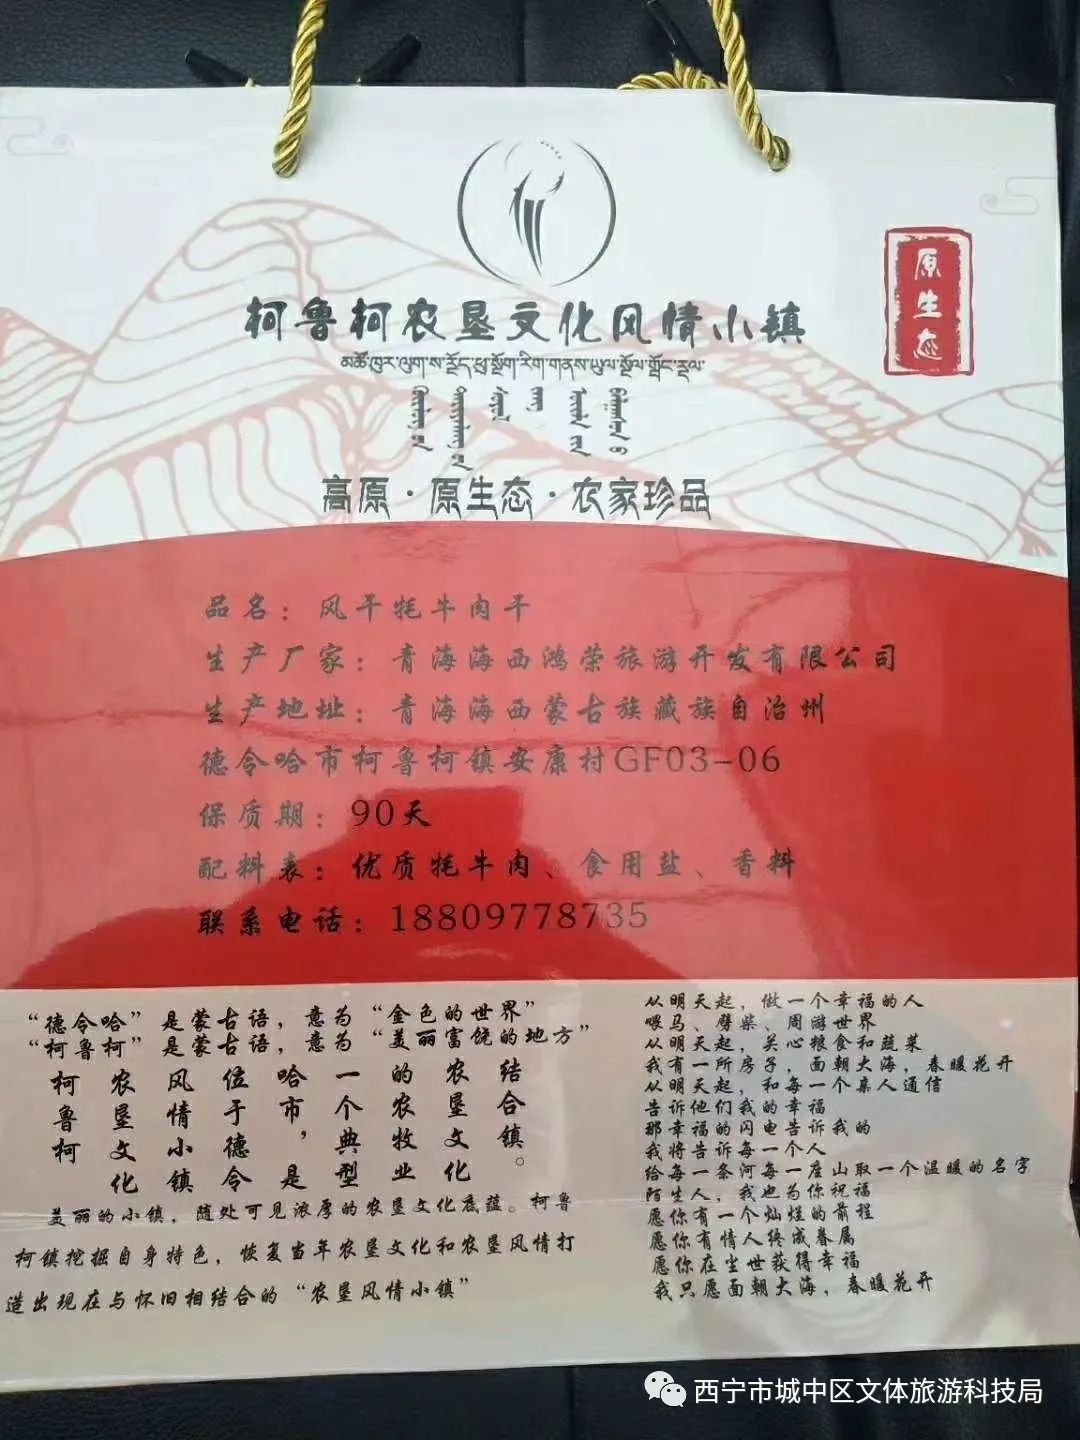 原生态
柯鲁柯农垦文化风情小镇
高原·原生态·农家珍品
品名：风干牦牛肉干
生产厂家：青海海西鸿荣旅游开发有限公司
生产地址：青海海西蒙古族藏族自治州
德令哈市柯鲁柯镇安康村GF03-06
保质期：90天
配料表：优质牦牛肉、食用盐、香料
联系电话：18809778735
“德令哈”是蒙古语，意为“金色的世界”
“柯鲁柯”是蒙古语，意为“美丽富饶的地方”
柯鲁柯
农垦文化
风情小镇
位于德令
哈市，是
一个典型
的农牧业
农垦文化
结合镇。
美丽的小镇，随处可见浓厚的农垦文化底蕴。柯鲁
柯镇挖掘自身特色，恢复当年农垦文化和农垦风情打
造出现在与怀旧相结合的“农垦风情小镇”
从明天起，做一个幸福的人
喂马、劈柴、周游世界
从明天起，关心粮食和蔬菜
我有一所房子，面朝大海，春暖花开
从明天起，和每一个亲人通信
告诉他们我的幸福
那幸福的闪电告诉我的
我将告诉每一个人
给每一条河每一座山取一个温暖的名字
陌生人，我也为你祝福
愿你有一个灿烂的前程
愿你有情人终成眷属
愿你在尘世获得幸福
我只愿面朝大海，春暖花开
西宁市城中区文体旅游科技局